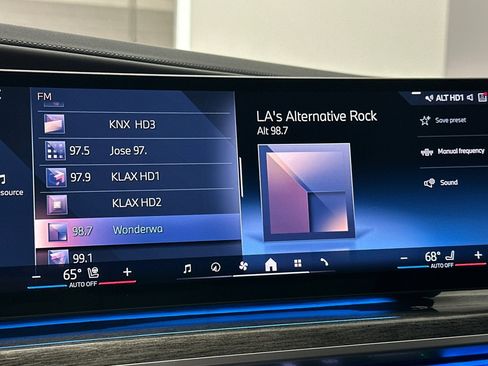 FM
ALT HD1
KNX HD3
97.5 Jose 97.
97.9 KLAX HD1
KLAX HD2
98.7 Wonderwa
99.1
LA's Alternative Rock
Alt 98.7
Save preset
Manual frequency
Sound
ource
− 65° +
AUTO OFF
− 68° +
AUTO OFF